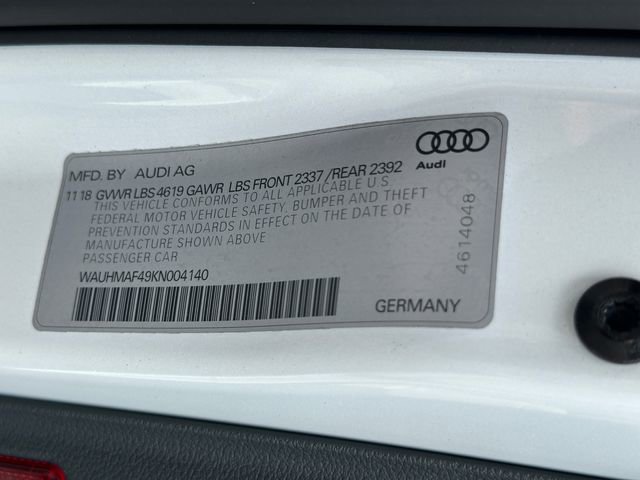 MFD. BY AUDI AG
Audi
11 18 GVWR LBS 4619 GAWR LBS FRONT 2337 / REAR 2392
THIS VEHICLE CONFORMS TO ALL APPLICABLE U.S.
FEDERAL MOTOR VEHICLE SAFETY, BUMPER AND THEFT
PREVENTION STANDARDS IN EFFECT ON THE DATE OF
MANUFACTURE SHOWN ABOVE
PASSENGER CAR
WAUHMAF49KN004140
GERMANY
4614048